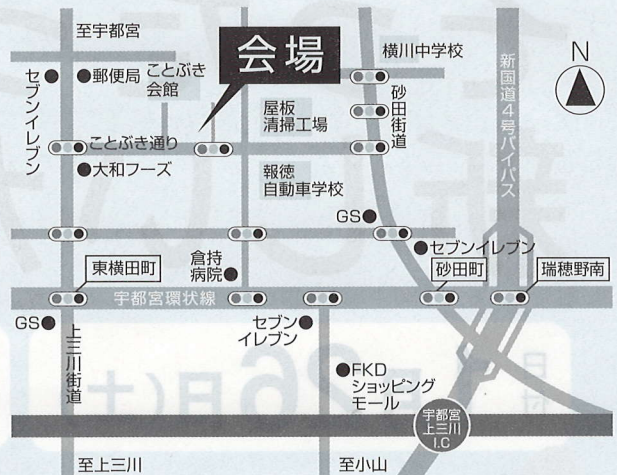 至宇都宮
会場
横川中学校
N
セブンイレブン
郵便局
ことぶき
会館
屋板
清掃工場
砂田街道
新国道4号バイパス
ことぶき通り
大和フーズ
報徳
自動車学校
GS
セブンイレブン
東横田町
倉持
病院
砂田町
瑞穂野南
宇都宮環状線
GS
上三川街道
セブン
イレブン
FKD
ショッピング
モール
宇都宮
上三川
I.C
至上三川
至小山